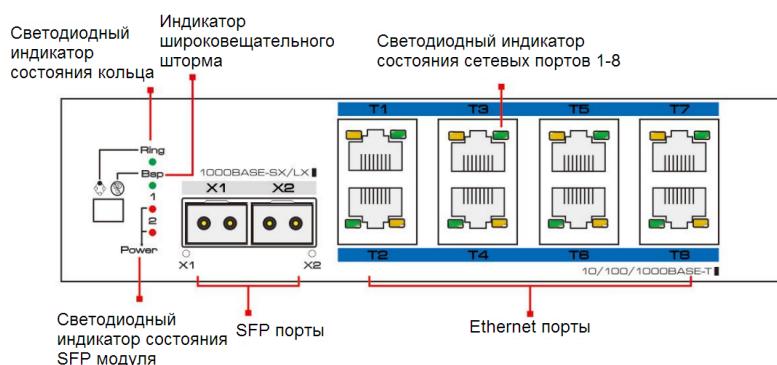 Светодиодный
индикатор
состояния кольца
Индикатор
широковещательного
шторма
Светодиодный индикатор
состояния сетевых портов 1-8
T1 T3 T5 T7
Ring
Bsp
1
2
Power
1000BASE-SX/LX
X1 X2
X1 X2
T2 T4 T6 T8
10/100/1000BASE-T
Светодиодный
индикатор состояния
SFP модуля
SFP порты
Ethernet порты